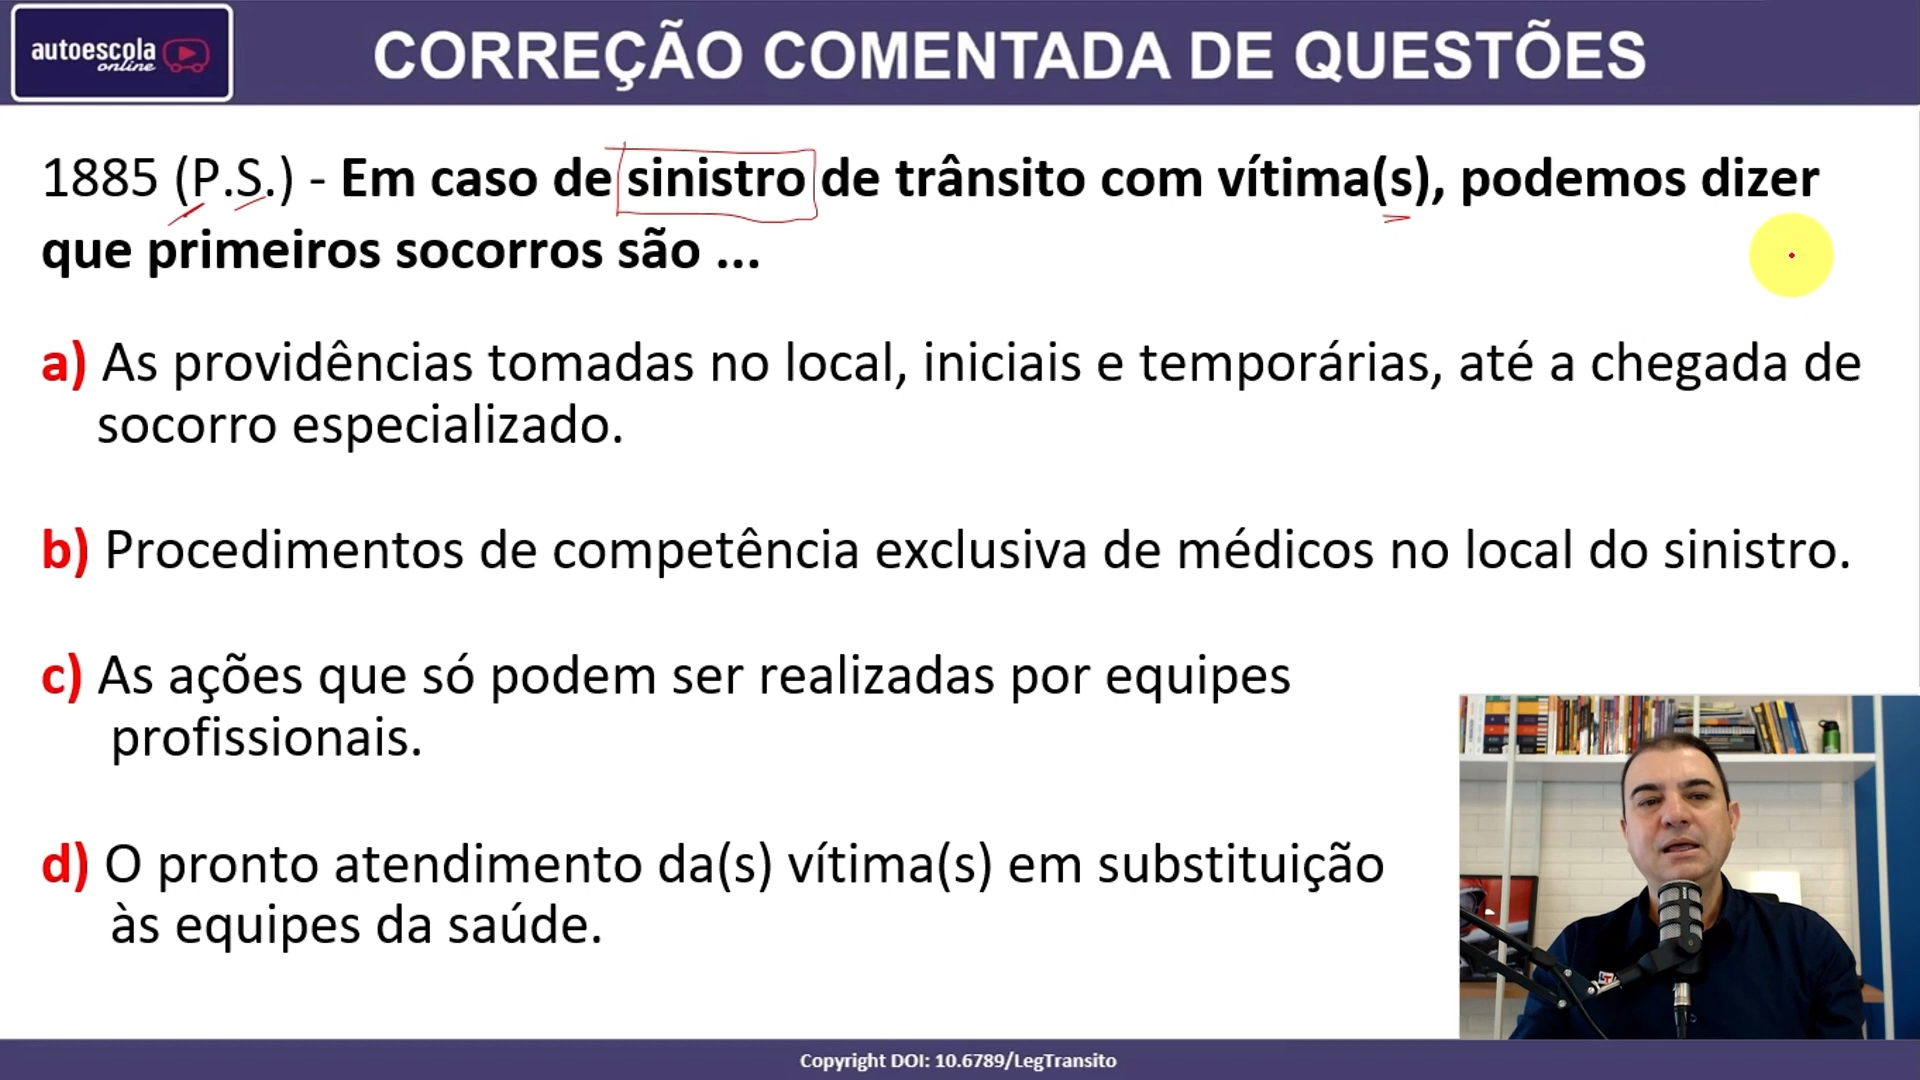 autoescola
online
CORREÇÃO COMENTADA DE QUESTÕES
1885 (P.S.) - Em caso de sinistro de trânsito com vítima(s), podemos dizer
que primeiros socorros são ...
a) As providências tomadas no local, iniciais e temporárias, até a chegada de
socorro especializado.
b) Procedimentos de competência exclusiva de médicos no local do sinistro.
c) As ações que só podem ser realizadas por equipes
profissionais.
d) O pronto atendimento da(s) vítima(s) em substituição
às equipes da saúde.
Copyright DOI: 10.6789/LegTransito